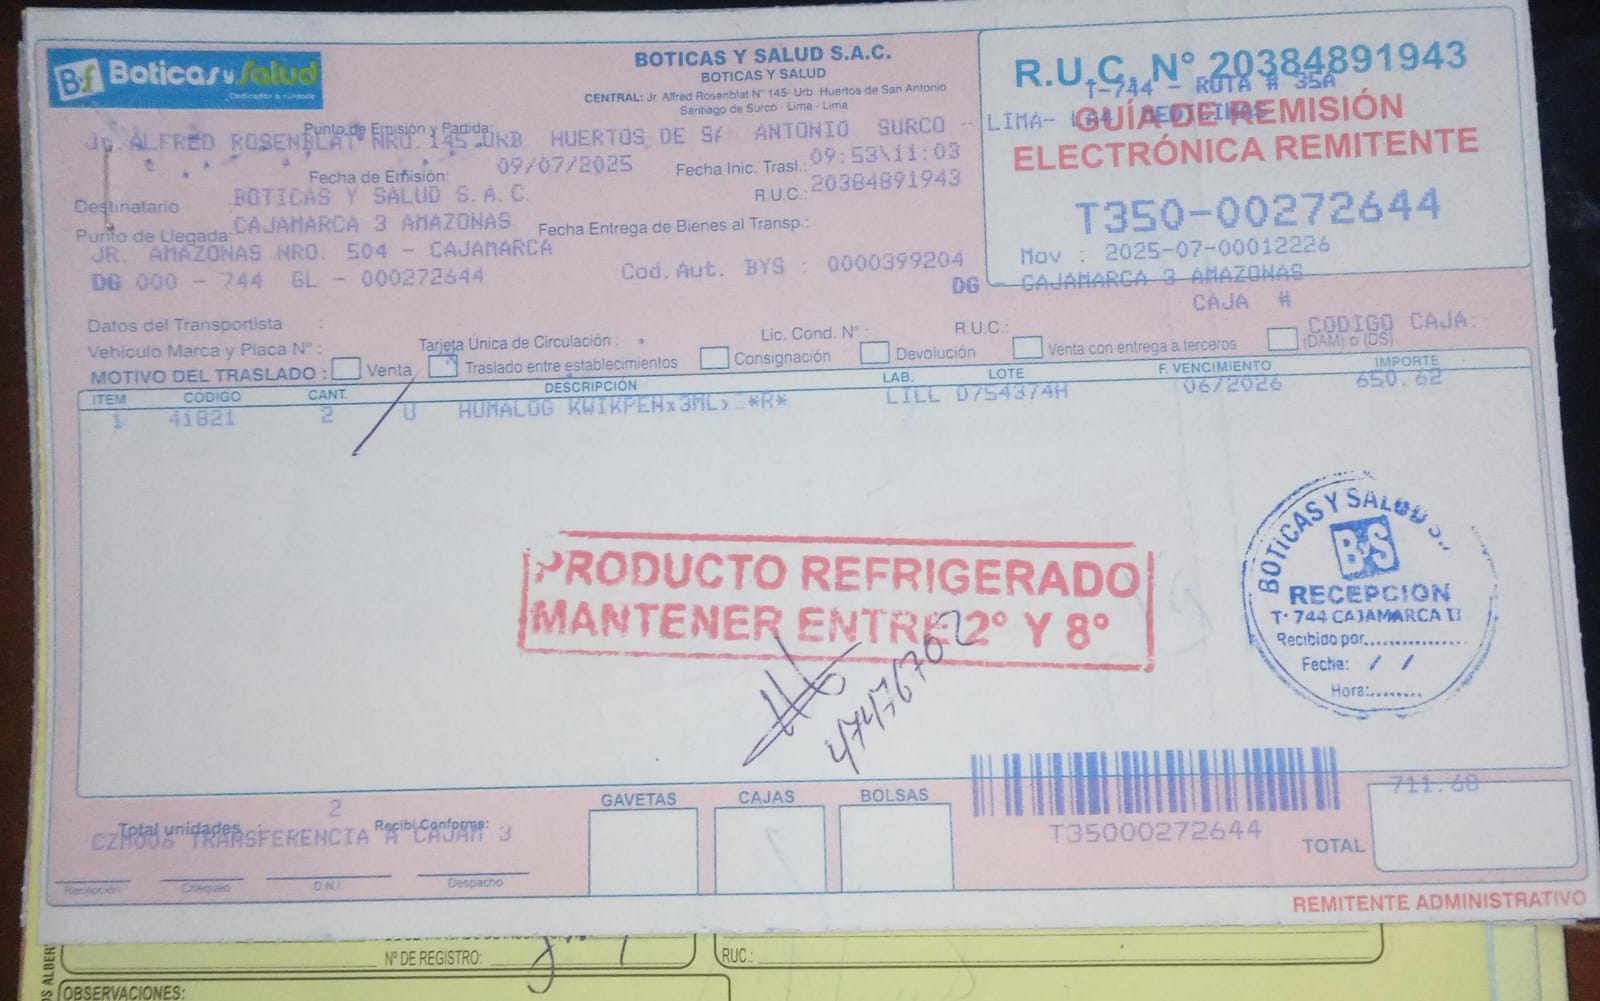 Boticas y Salud
Dedicados a cuidarte
BOTICAS Y SALUD S.A.C.
BOTICAS Y SALUD
CENTRAL: Jr. Alfred Rosenblat N° 145- Urb. Huertos de San Antonio
Santiago de Surco - Lima - Lima
R.U.C. N° 20384891943
T-744 - RUTA # 35A
GUÍA DE REMISIÓN
ELECTRÓNICA REMITENTE
T350-00272644
Mov : 2025-07-00012226
DG - CAJAMARCA 3 AMAZONAS
CAJA #
CODIGO CAJA:
Punto de Emisión y Partida:
Jr. ALFRED ROSENBLAT NRO. 145 URB HUERTOS DE SA ANTONIO SURCO - LIMA-
Fecha de Emisión: 09/07/2025 Fecha Inic. Trasl.: 09:53\11:03
Destinatario BOTICAS Y SALUD S.A.C. R.U.C.: 20384891943
Punto de Llegada: CAJAMARCA 3 AMAZONAS Fecha Entrega de Bienes al Transp.:
JR. AMAZONAS NRO. 504 - CAJAMARCA
DG 000 - 744 GL - 000272644 Cod. Aut. BYS : 0000399204
Datos del Transportista :
Vehículo Marca y Placa N° : Tarjeta Única de Circulación : Lic. Cond. N° : R.U.C.:
MOTIVO DEL TRASLADO : Venta Traslado entre establecimientos Consignación Devolución Venta con entrega a terceros (DAM) o (DS)
ITEM CÓDIGO CANT. DESCRIPCIÓN LAB. LOTE F. VENCIMIENTO IMPORTE
1 41821 2 U HUMALOG KWIKPENx3ML> *R* LILL D754374H 06/2026 650.62
PRODUCTO REFRIGERADO
MANTENER ENTRE 2° Y 8°
47476702
BOTICAS Y SALUD S.
BYS
RECEPCION
T- 744 CAJAMARCA II
Recibido por..............
Fecha: / /
Hora:........
Total unidades : 2 Recibí Conforme:
CZM006 TRANSFERENCIA A CAJAM 3
Recepción Chequeo D.N.I. Despacho
GAVETAS CAJAS BOLSAS
T35000272644
711.68
TOTAL
REMITENTE ADMINISTRATIVO
N° DE REGISTRO:
RUC.:
OBSERVACIONES: